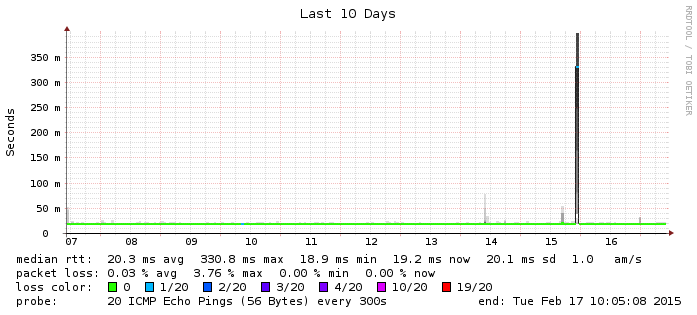 Last 10 Days
RRDTOOL / TOBI OETIKER
Seconds
350 m
300 m
250 m
200 m
150 m
100 m
50 m
0
07 08 09 10 11 12 13 14 15 16
median rtt: 20.3 ms avg 330.8 ms max 18.9 ms min 19.2 ms now 20.1 ms sd 1.0 am/s
packet loss: 0.03 % avg 3.76 % max 0.00 % min 0.00 % now
loss color: 0 1/20 2/20 3/20 4/20 10/20 19/20
probe: 20 ICMP Echo Pings (56 Bytes) every 300s end: Tue Feb 17 10:05:08 2015